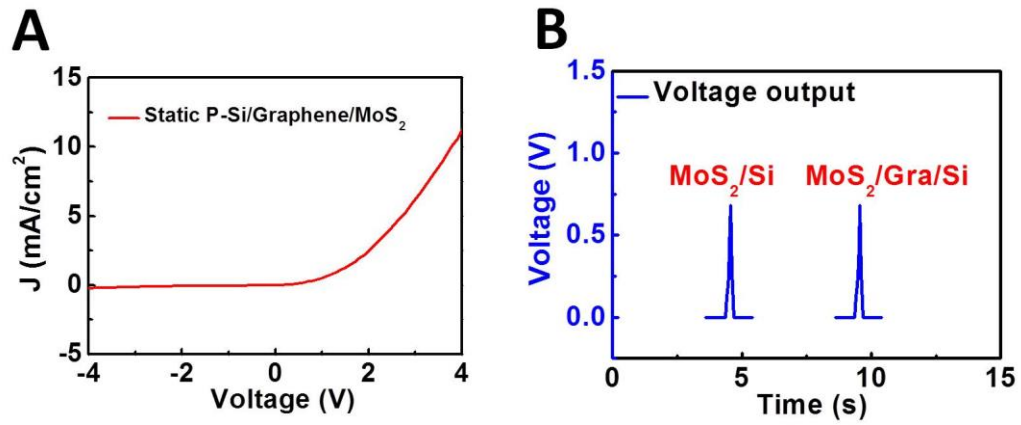 A
15
10
5
0
-5
J (mA/cm²)
Static P-Si/Graphene/MoS₂
-4
-2
0
2
4
Voltage (V)
B
1.5
1.0
0.5
0.0
Voltage (V)
Voltage output
MoS₂/Si
MoS₂/Gra/Si
0
5
10
15
Time (s)